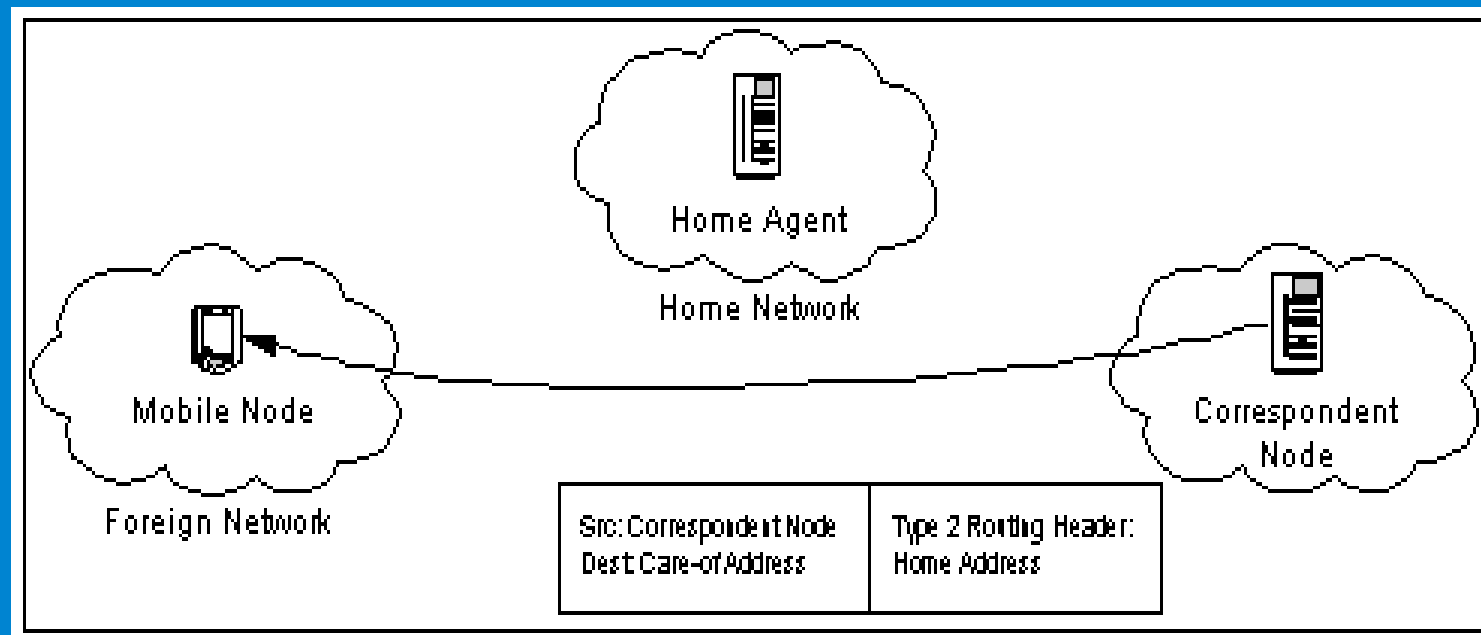 Home Agent
Home Network
Mobile Node
Foreign Network
Correspondent
Node
Src: Correspondent Node
Dest: Care-of Address
Type 2 Routing Header:
Home Address